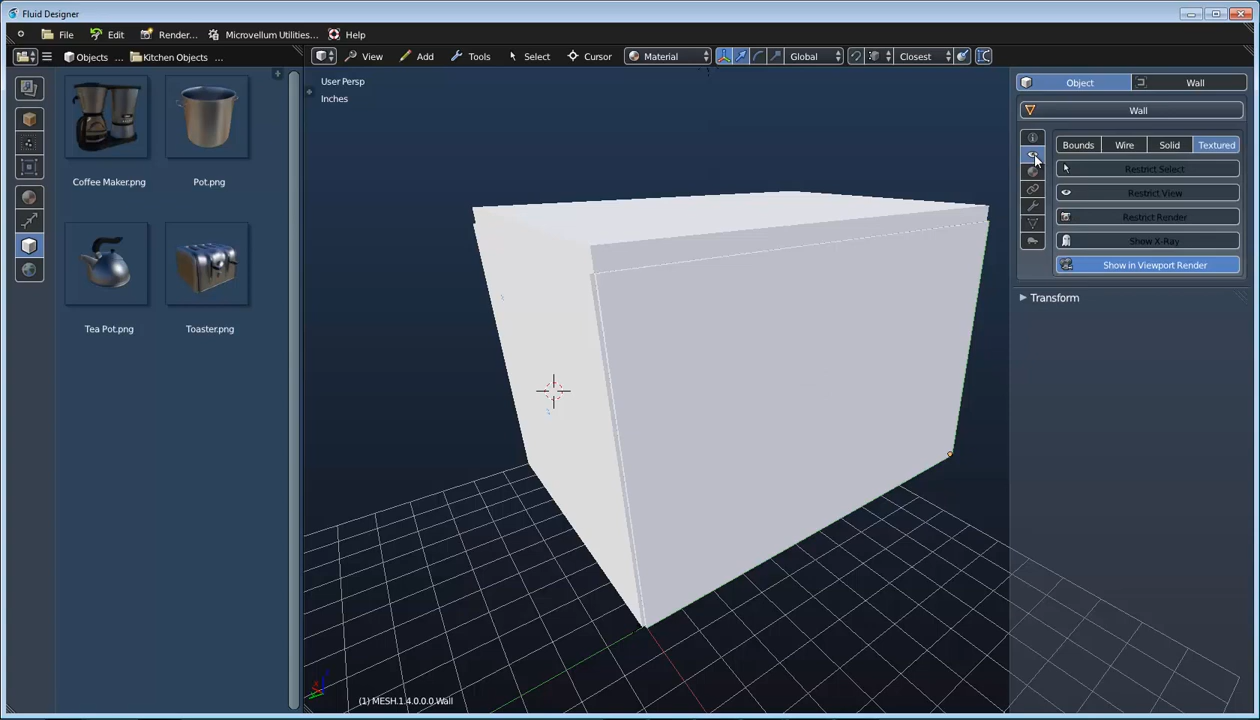 Fluid Designer
File Edit Render... Microvellum Utilities... Help
Objects ... Kitchen Objects ... View Add Tools Select Cursor Material Global Closest
User Persp
Inches
Object Wall
Wall
Bounds Wire Solid Textured
Restrict Select
Restrict View
Restrict Render
Show X-Ray
Show in Viewport Render
Transform
Coffee Maker.png Pot.png
Tea Pot.png Toaster.png
(1) MESH.1.4.0.0.0.Wall